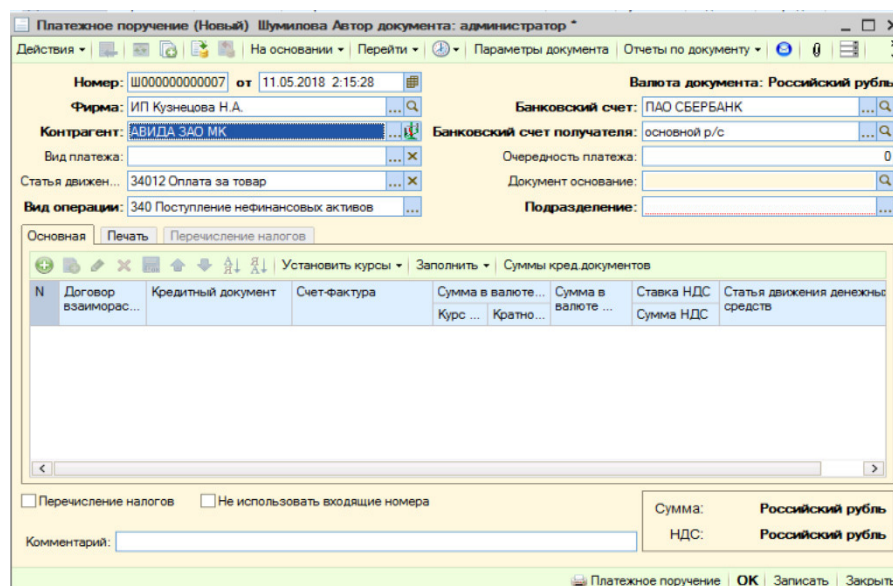 Платежное поручение (Новый) Шумилова Автор документа: администратор *
Действия На основании Перейти Параметры документа Отчеты по документу
Номер: Ш000000000007 от 11.05.2018 2:15:28 Валюта документа: Российский рубль
Фирма: ИП Кузнецова Н.А. ... Банковский счет: ПАО СБЕРБАНК ...
Контрагент: АВИДА ЗАО МК ... Банковский счет получателя: основной р/с ...
Вид платежа: ... Очередность платежа: 0
Статья движен... 34012 Оплата за товар ... Документ основание:
Вид операции: 340 Поступление нефинансовых активов ... Подразделение: ...
Основная Печать Перечисление налогов
Установить курсы Заполнить Суммы кред.документов
N Договор Кредитный документ Счет-фактура Сумма в валюте... Сумма в Ставка НДС Статья движения денежных
взаиморас... Курс ... Кратно... валюте ... Сумма НДС средств
Перечисление налогов Не использовать входящие номера
Сумма: Российский рубль
НДС: Российский рубль
Комментарий:
Платежное поручение OK Записать Закрыть